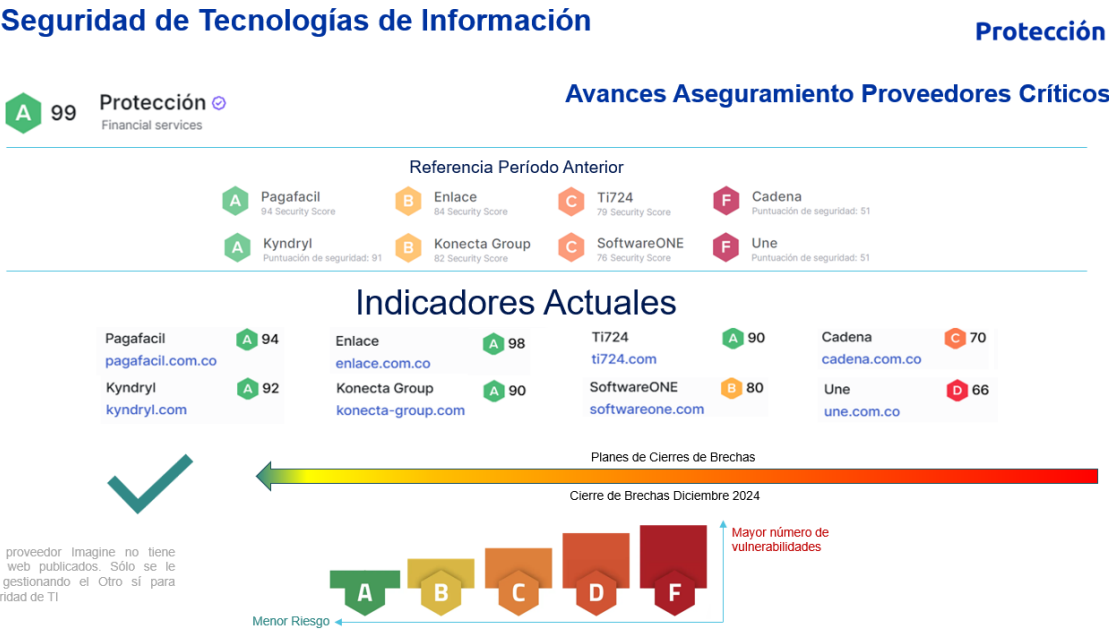 Seguridad de Tecnologías de Información
Protección
Avances Aseguramiento Proveedores Críticos
A 99 Protección
Financial services
Referencia Período Anterior
A Pagafacil
94 Security Score
B Enlace
84 Security Score
C Ti724
79 Security Score
F Cadena
Puntuación de seguridad: 51
A Kyndryl
Puntuación de seguridad: 91
B Konecta Group
82 Security Score
C SoftwareONE
76 Security Score
F Une
Puntuación de seguridad: 51
Indicadores Actuales
Pagafacil A 94
pagafacil.com.co
Enlace A 98
enlace.com.co
Ti724 A 90
ti724.com
Cadena C 70
cadena.com.co
Kyndryl A 92
kyndryl.com
Konecta Group A 90
konecta-group.com
SoftwareONE B 80
softwareone.com
Une D 66
une.com.co
Planes de Cierres de Brechas
Cierre de Brechas Diciembre 2024
proveedor Imagine no tiene
web publicados. Sólo se le
gestionando el Otro sí para
ridad de TI
Mayor número de
vulnerabilidades
A B C D F
Menor Riesgo